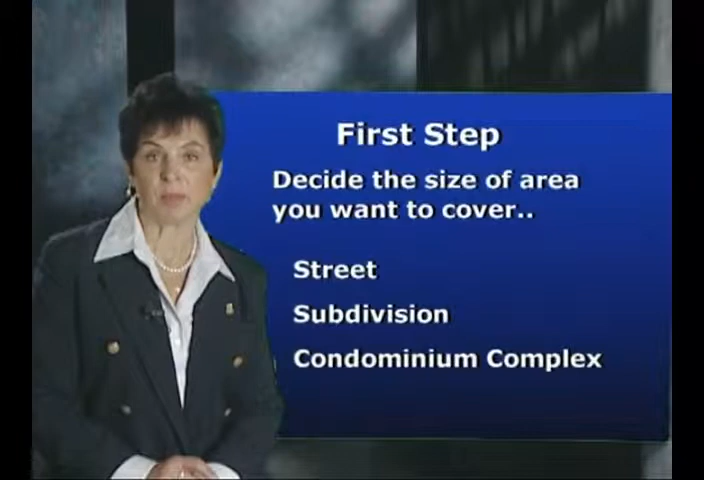 First Step
Decide the size of area
you want to cover..
Street
Subdivision
Condominium Complex